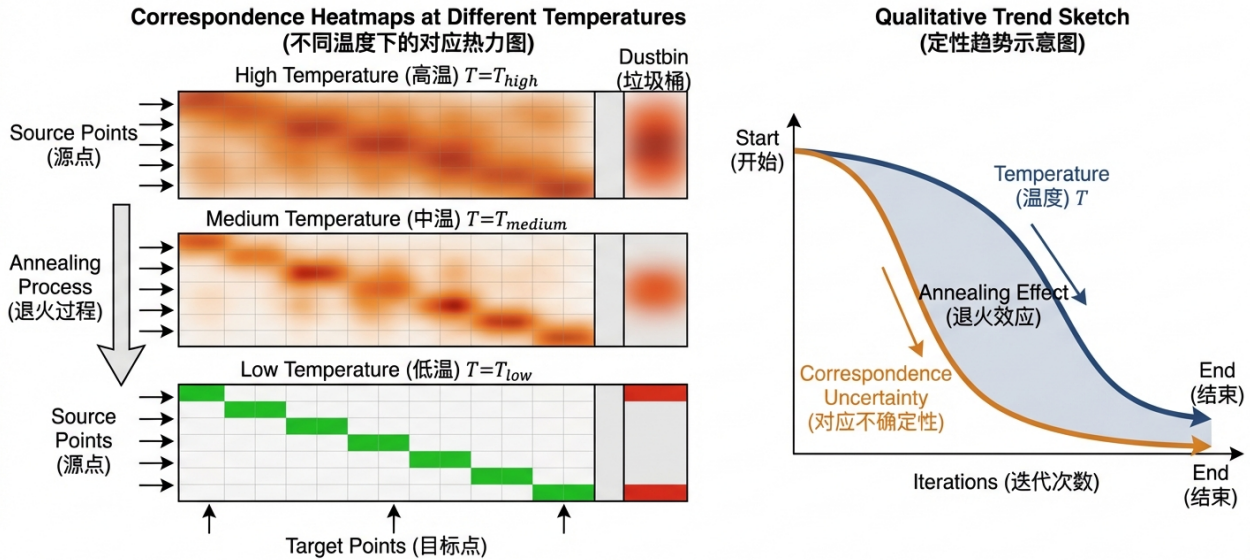 Correspondence Heatmaps at Different Temperatures
(不同温度下的对应热力图)
High Temperature (高温) T=T_high
Dustbin
(垃圾桶)
Source Points
(源点)
Medium Temperature (中温) T=T_medium
Annealing
Process
(退火过程)
Low Temperature (低温) T=T_low
Source
Points
(源点)
Target Points (目标点)
Qualitative Trend Sketch
(定性趋势示意图)
Start
(开始)
Temperature
(温度) T
Annealing Effect
(退火效应)
Correspondence
Uncertainty
(对应不确定性)
End
(结束)
End
(结束)
Iterations (迭代次数)